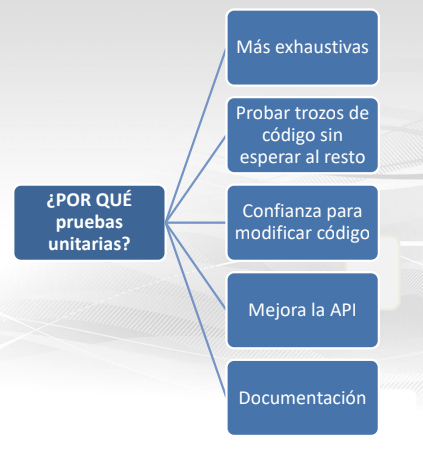 Más exhaustivas
Probar trozos de
código sin
esperar al resto
¿POR QUÉ
pruebas
unitarias?
Confianza para
modificar código
Mejora la API
Documentación